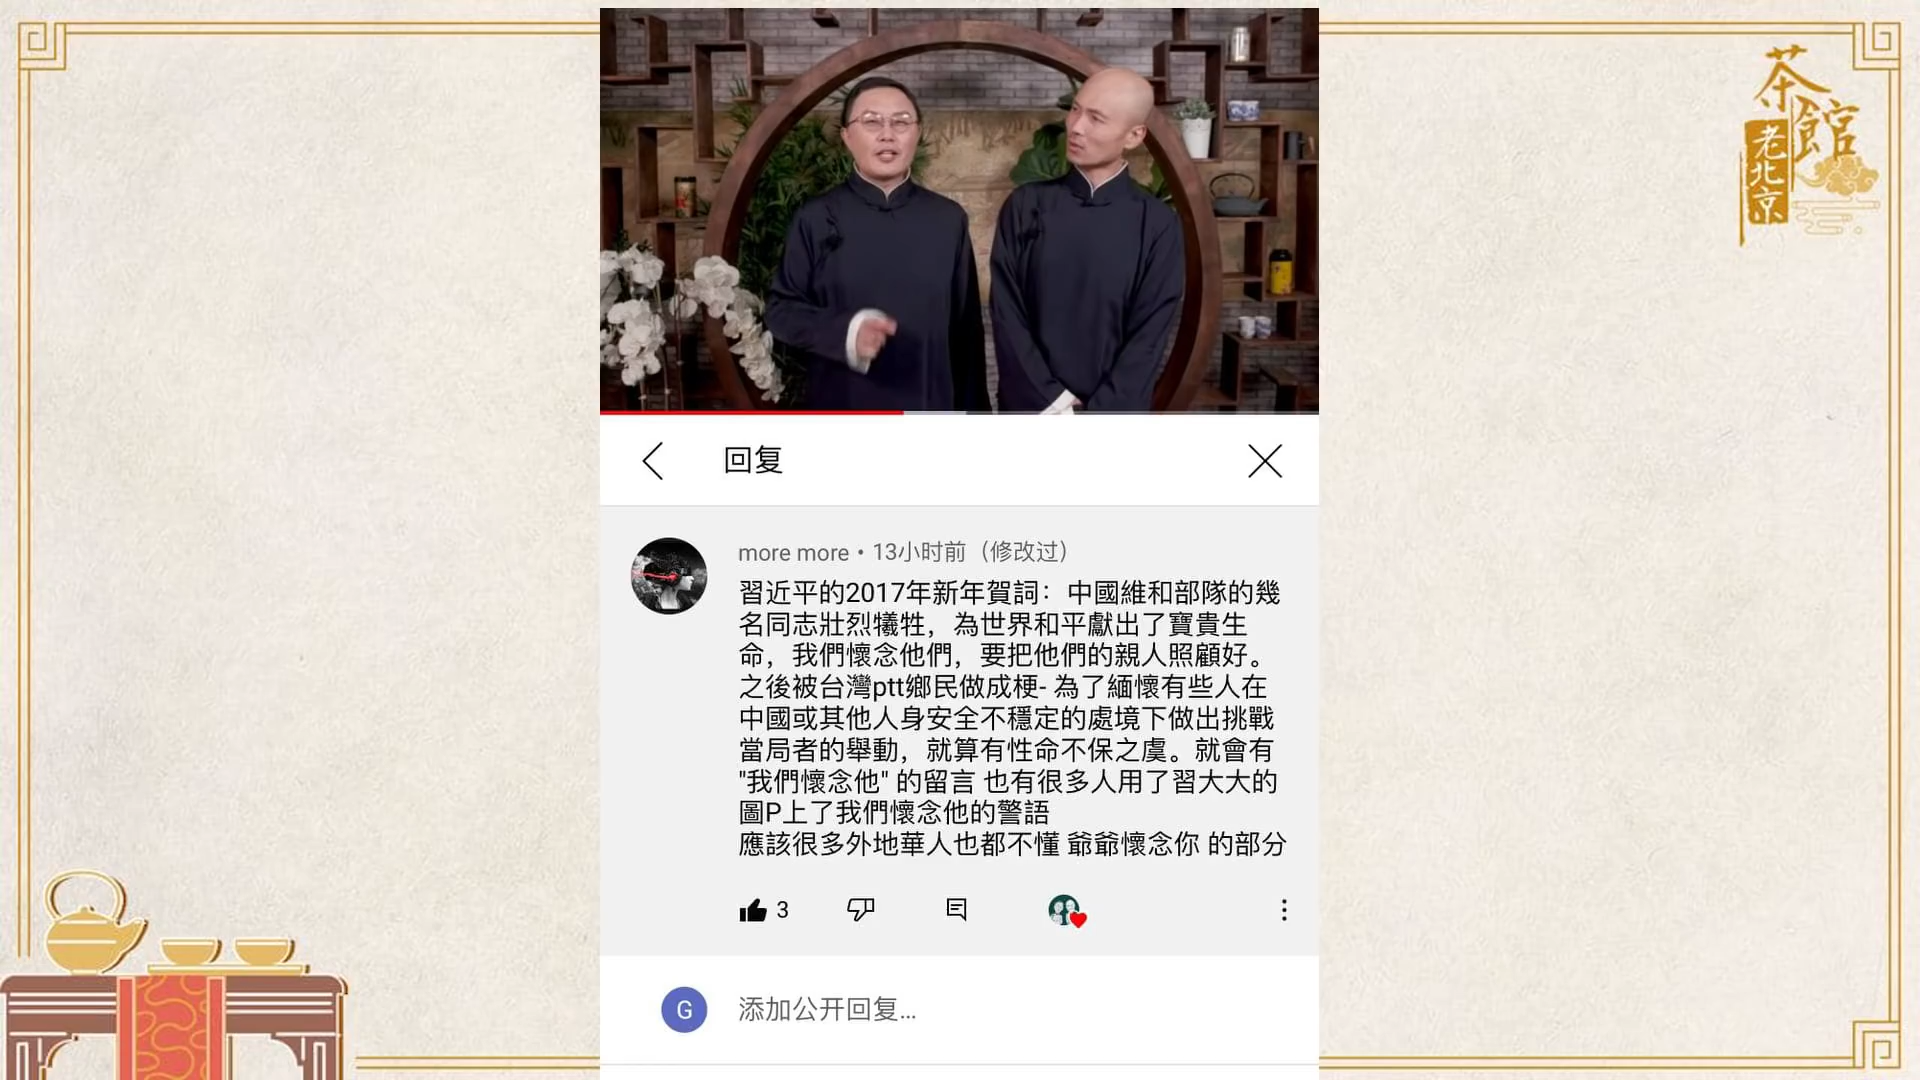 茶館
老北京
回复
more more • 13小时前（修改过）
習近平的2017年新年賀詞：中國維和部隊的幾
名同志壯烈犧牲，為世界和平獻出了寶貴生
命，我們懷念他們，要把他們的親人照顧好。
之後被台灣ptt鄉民做成梗- 為了緬懷有些人在
中國或其他人身安全不穩定的處境下做出挑戰
當局者的舉動，就算有性命不保之虞。就會有
"我們懷念他" 的留言 也有很多人用了習大大的
圖P上了我們懷念他的警語
應該很多外地華人也都不懂 爺爺懷念你 的部分
3
G
添加公开回复...